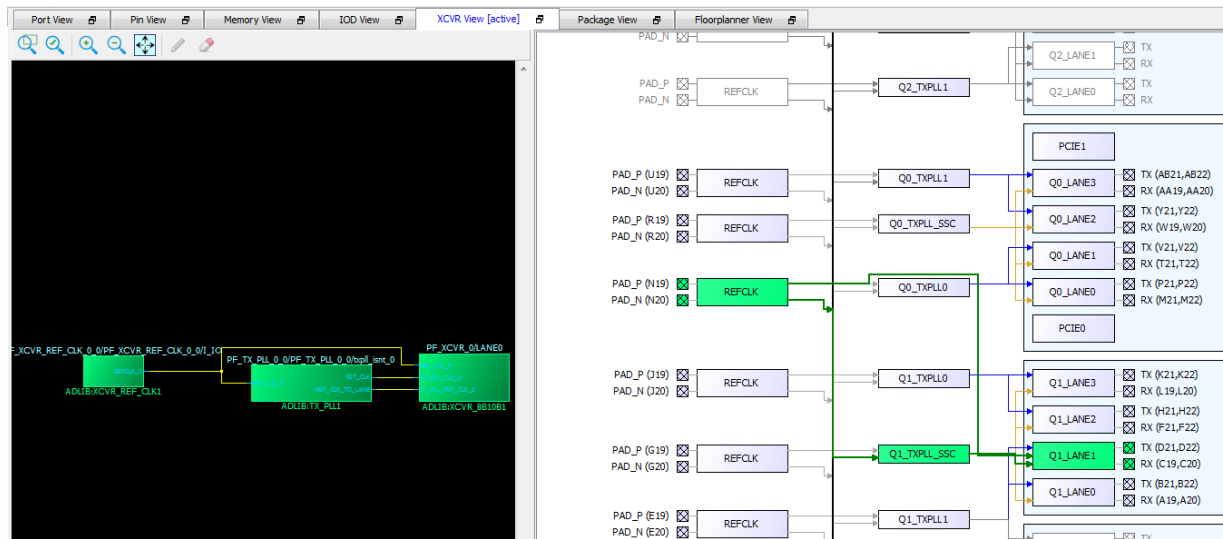 Port View Pin View Memory View IOD View XCVR View [active] Package View Floorplanner View
PF_TX_PLL_0_0/PF_TX_PLL_0_0/txpll_isnt_0
PF_XCVR_0/LANE0
REFCLK_0
ADLIB:XCVR_REF_CLK1
BIT_CLK
REF_CLK_TO_LANE
ADLIB:TX_PLL1
ADLIB:XCVR_8B10B1
PAD_N
Q2_LANE1 TX
RX
PAD_P
PAD_N
REFCLK
Q2_TXPLL1
Q2_LANE0 TX
RX
PCIE1
PAD_P (U19)
PAD_N (U20)
REFCLK
Q0_TXPLL1
Q0_LANE3 TX (AB21,AB22)
RX (AA19,AA20)
PAD_P (R19)
PAD_N (R20)
REFCLK
Q0_TXPLL_SSC
Q0_LANE2 TX (Y21,Y22)
RX (W19,W20)
Q0_LANE1 TX (V21,V22)
RX (T21,T22)
PAD_P (N19)
PAD_N (N20)
REFCLK
Q0_TXPLL0
Q0_LANE0 TX (P21,P22)
RX (M21,M22)
PCIE0
PAD_P (J19)
PAD_N (J20)
REFCLK
Q1_TXPLL0
Q1_LANE3 TX (K21,K22)
RX (L19,L20)
Q1_LANE2 TX (H21,H22)
RX (F21,F22)
PAD_P (G19)
PAD_N (G20)
REFCLK
Q1_TXPLL_SSC
Q1_LANE1 TX (D21,D22)
RX (C19,C20)
Q1_LANE0 TX (B21,B22)
RX (A19,A20)
PAD_P (E19)
PAD_N (E20)
REFCLK
Q1_TXPLL1
TX